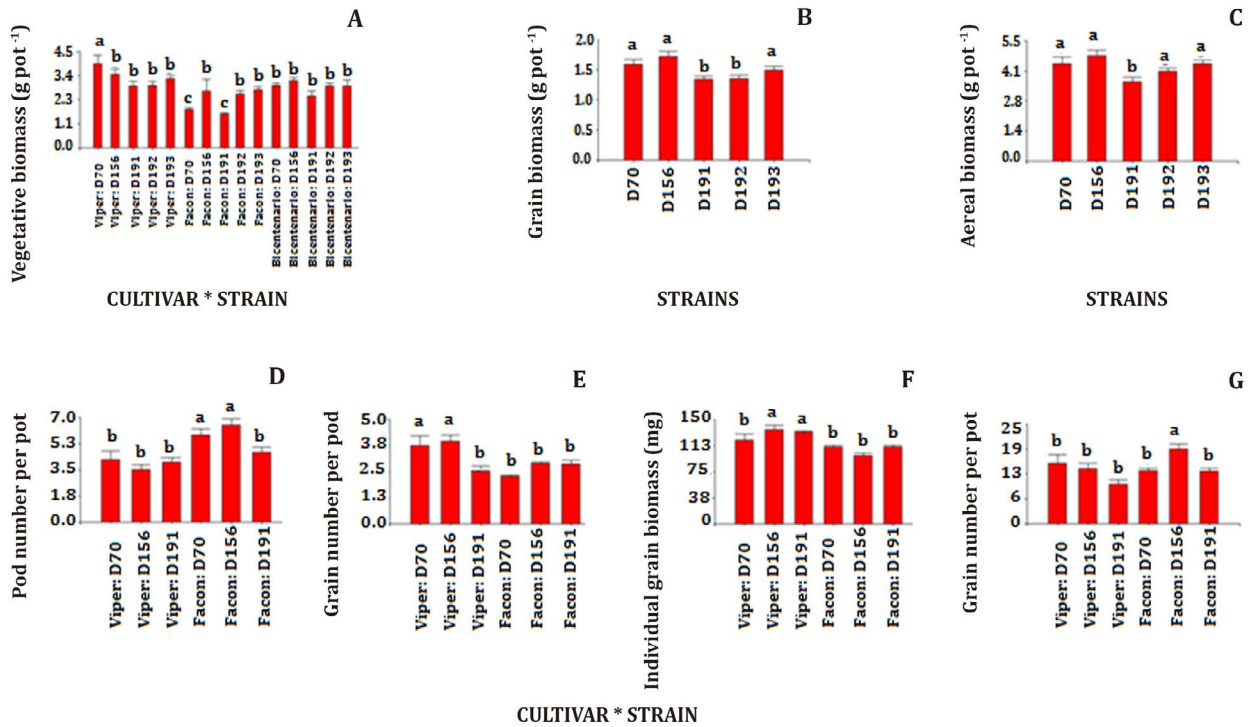 A
Vegetative biomass (g pot -1)
4.5
3.4
2.3
1.1
0.0
a
b
b
b
b
c
b
c
b
b
b
b
b
b
b
Viper: D70
Viper: D156
Viper: D191
Viper: D192
Viper: D193
Facon: D70
Facon: D156
Facon: D191
Facon: D192
Facon: D193
Bicentenario: D70
Bicentenario: D156
Bicentenario: D191
Bicentenario: D192
Bicentenario: D193
CULTIVAR * STRAIN
B
Grain biomass (g pot -1)
2.0
1.5
1.0
0.5
0.0
a
a
b
b
a
D70
D156
D191
D192
D193
STRAINS
C
Aereal biomass (g pot -1)
5.5
4.1
2.8
1.4
0.0
a
a
b
a
a
D70
D156
D191
D192
D193
STRAINS
D
Pod number per pot
7.0
5.3
3.5
1.8
0.0
b
b
b
a
a
b
Viper: D70
Viper: D156
Viper: D191
Facon: D70
Facon: D156
Facon: D191
E
Grain number per pod
5.0
3.8
2.5
1.3
0.0
a
a
b
b
b
b
Viper: D70
Viper: D156
Viper: D191
Facon: D70
Facon: D156
Facon: D191
F
Individual grain biomass (mg)
150
113
75
38
0
b
a
a
b
b
b
Viper: D70
Viper: D156
Viper: D191
Facon: D70
Facon: D156
Facon: D191
G
Grain number per pot
25
19
13
6
0
b
b
b
b
a
b
Viper: D70
Viper: D156
Viper: D191
Facon: D70
Facon: D156
Facon: D191
CULTIVAR * STRAIN